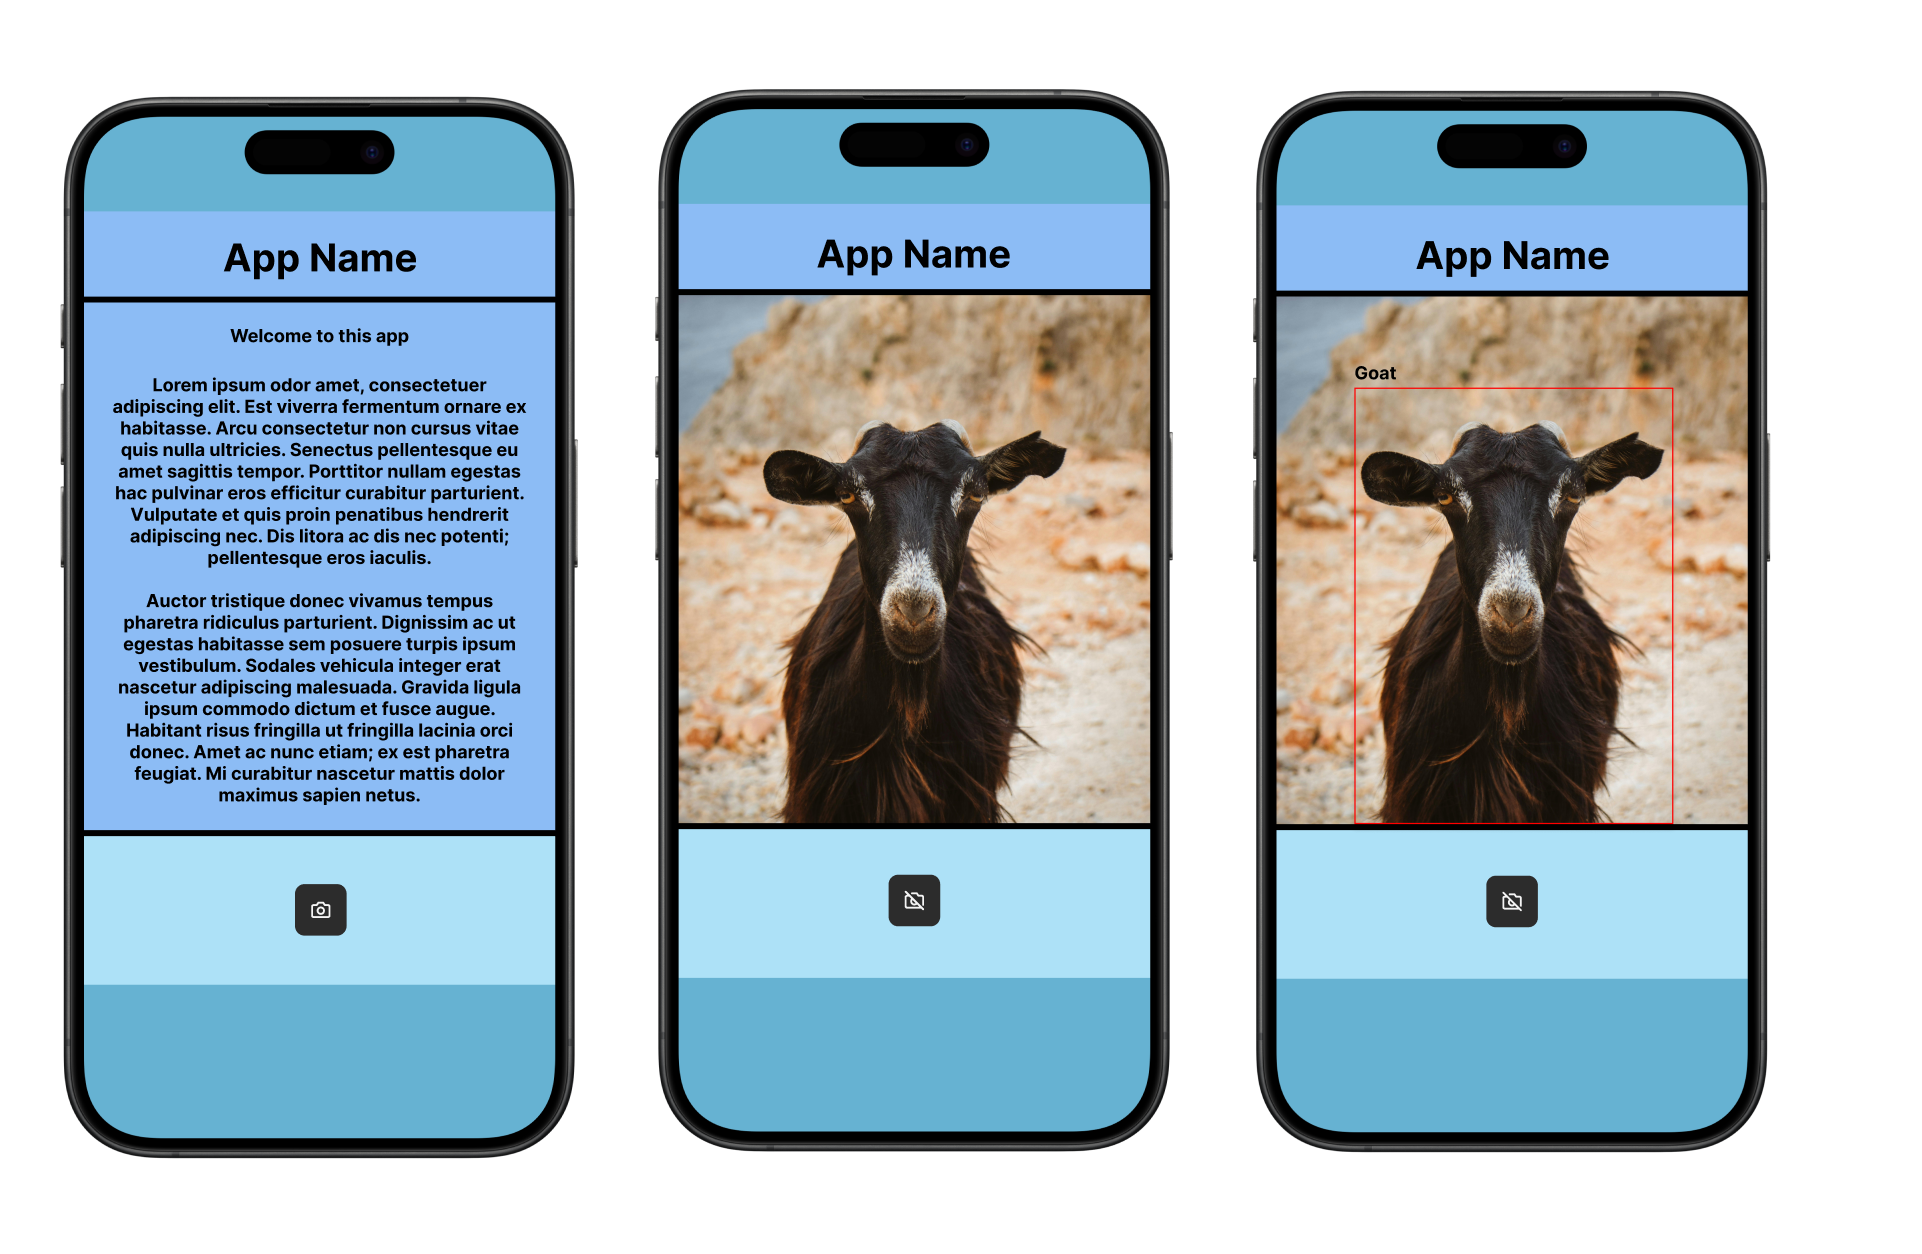 App Name
Welcome to this app
Lorem ipsum odor amet, consectetuer
adipiscing elit. Est viverra fermentum ornare ex
habitasse. Arcu consectetur non cursus vitae
quis nulla ultricies. Senectus pellentesque eu
amet sagittis tempor. Porttitor nullam egestas
hac pulvinar eros efficitur curabitur parturient.
Vulputate et quis proin penatibus hendrerit
adipiscing nec. Dis litora ac dis nec potenti;
pellentesque eros iaculis.
Auctor tristique donec vivamus tempus
pharetra ridiculus parturient. Dignissim ac ut
egestas habitasse sem posuere turpis ipsum
vestibulum. Sodales vehicula integer erat
nascetur adipiscing malesuada. Gravida ligula
ipsum commodo dictum et fusce augue.
Habitant risus fringilla ut fringilla lacinia orci
donec. Amet ac nunc etiam; ex est pharetra
feugiat. Mi curabitur nascetur mattis dolor
maximus sapien netus.
App Name
App Name
Goat